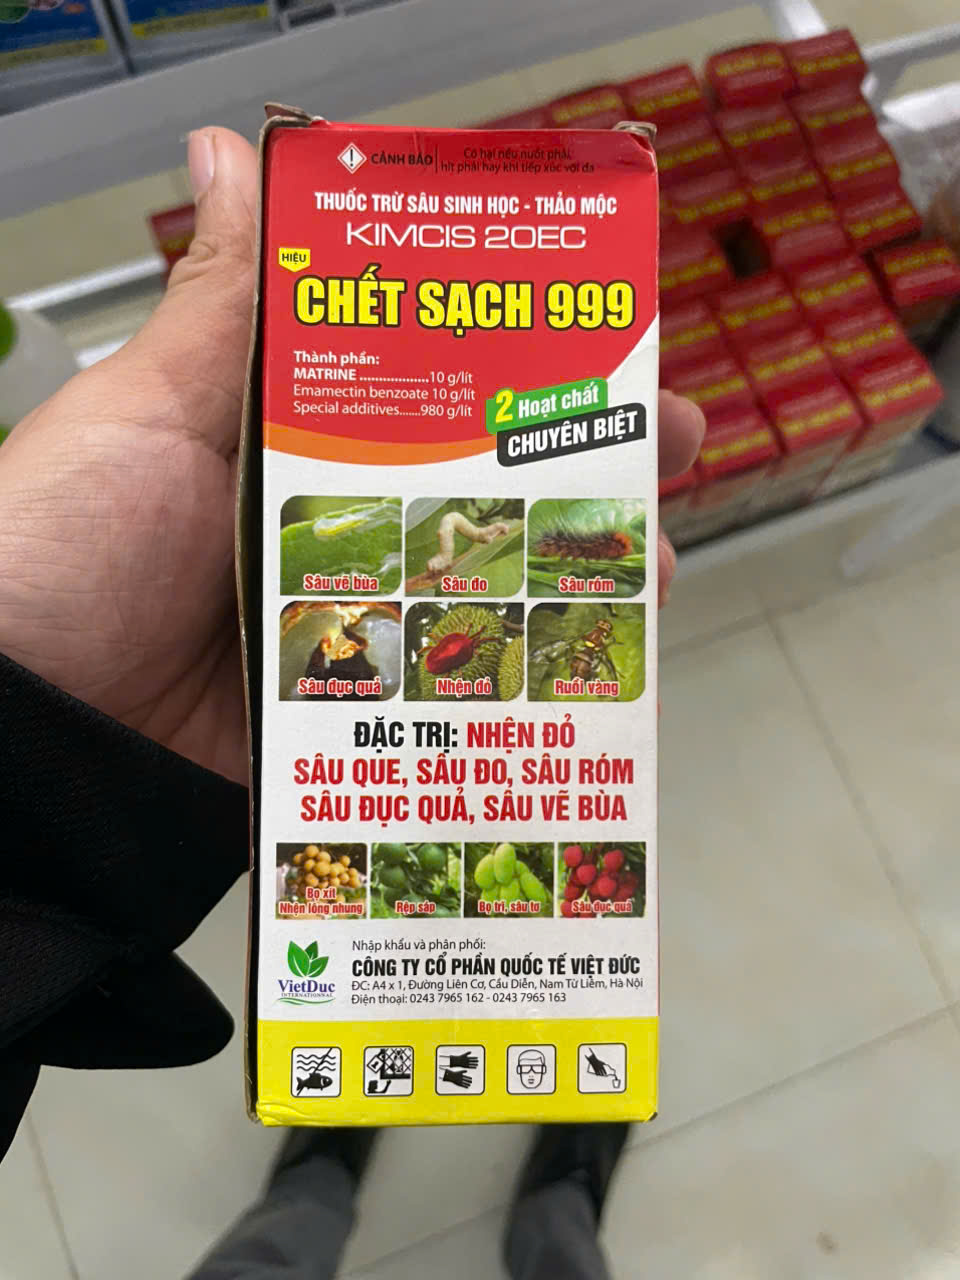 CẢNH BÁO
Có hại nếu nuốt phải,
hít phải hay khi tiếp xúc với da
THUỐC TRỪ SÂU SINH HỌC - THẢO MỘC
KIMCIS 20EC
HIỆU
CHẾT SẠCH 999
Thành phần:
MATRINE ..................10 g/lít
Emamectin benzoate 10 g/lít
Special additives.......980 g/lít
2 Hoạt chất
CHUYÊN BIỆT
Sâu vẽ bùa
Sâu đo
Sâu róm
Sâu đục quả
Nhện đỏ
Ruồi vàng
ĐẶC TRỊ: NHỆN ĐỎ
SÂU QUE, SÂU ĐO, SÂU RÓM
SÂU ĐỤC QUẢ, SÂU VẼ BÙA
Bọ xít
Nhện lông nhung
Rệp sáp
Bọ trĩ, sâu tơ
Sâu đục quả
VietDuc
INTERNATIONNAL
Nhập khẩu và phân phối:
CÔNG TY CỔ PHẦN QUỐC TẾ VIỆT ĐỨC
ĐC: A4 x 1, Đường Liên Cơ, Cầu Diễn, Nam Từ Liêm, Hà Nội
Điện thoại: 0243 7965 162 - 0243 7965 163